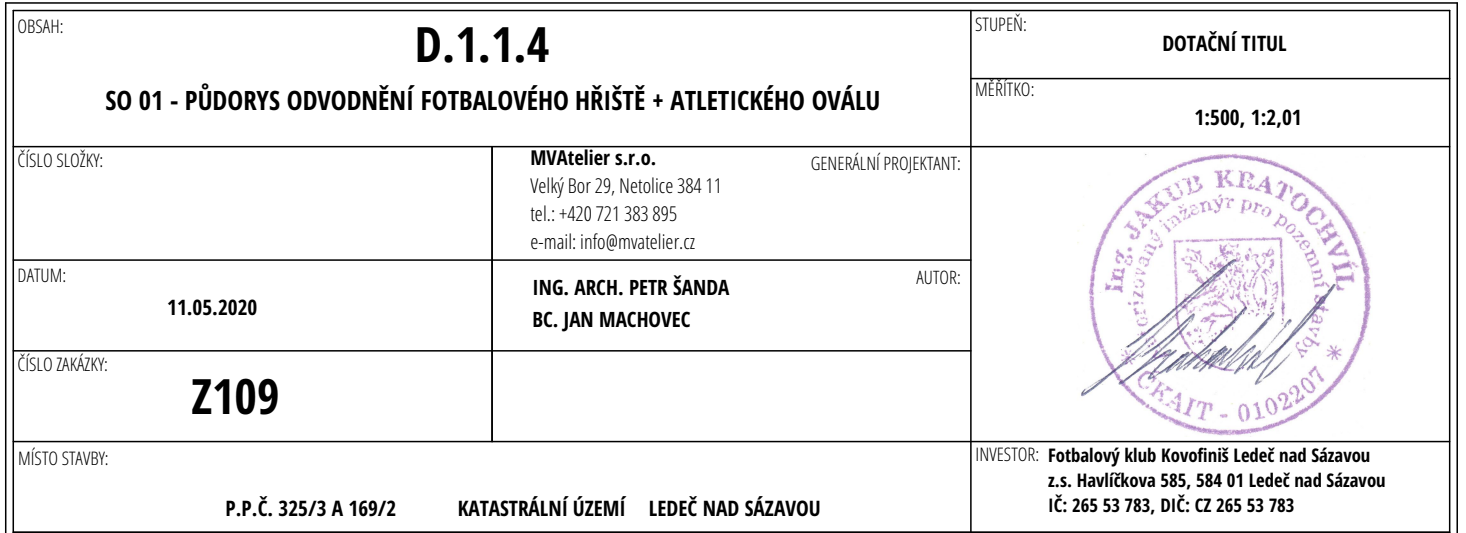 OBSAH:
D.1.1.4
SO 01 - PŮDORYS ODVODNĚNÍ FOTBALOVÉHO HŘIŠTĚ + ATLETICKÉHO OVÁLU
STUPEŇ:
DOTAČNÍ TITUL
MĚŘÍTKO:
1:500, 1:2,01
ČÍSLO SLOŽKY:
MVAtelier s.r.o.
GENERÁLNÍ PROJEKTANT:
Velký Bor 29, Netolice 384 11
tel.: +420 721 383 895
e-mail: info@mvatelier.cz
DATUM:
11.05.2020
ING. ARCH. PETR ŠANDA
AUTOR:
BC. JAN MACHOVEC
ČÍSLO ZAKÁZKY:
Z109
Ing. JAKUB KRATOCHVÍL
orizovaný inženýr pro pozemní stavby
ČKAIT - 0102207
MÍSTO STAVBY:
P.P.Č. 325/3 A 169/2 KATASTRÁLNÍ ÚZEMÍ LEDEČ NAD SÁZAVOU
INVESTOR: Fotbalový klub Kovofiniš Ledeč nad Sázavou
z.s. Havlíčkova 585, 584 01 Ledeč nad Sázavou
IČ: 265 53 783, DIČ: CZ 265 53 783